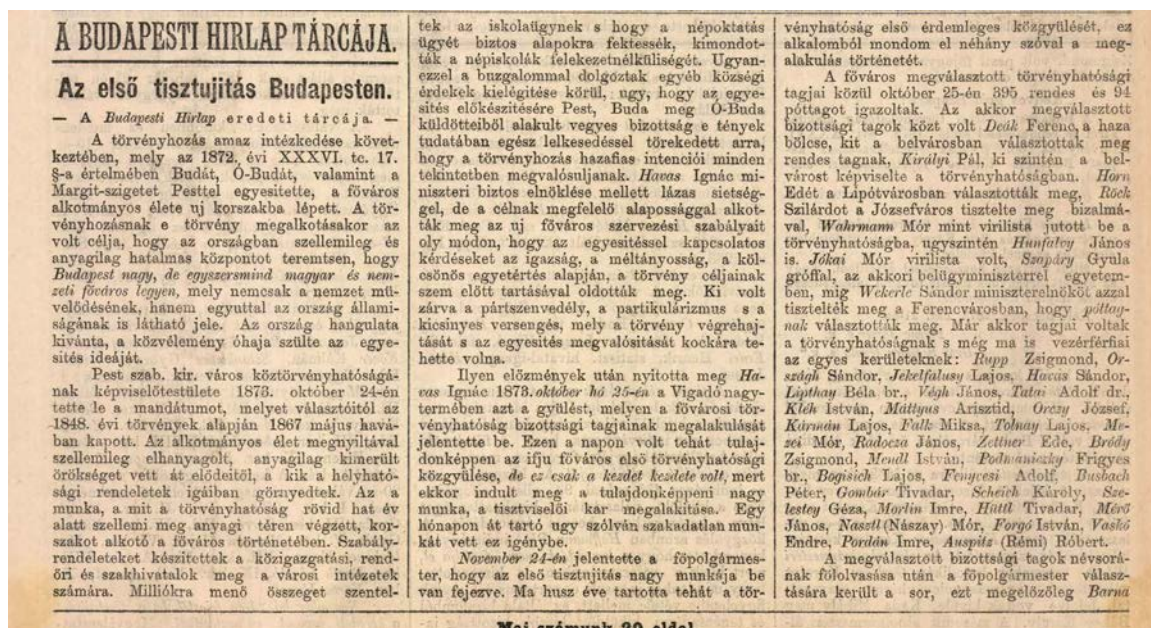 A BUDAPESTI HIRLAP TÁRCÁJA.
Az első tisztujitás Budapesten.
— A Budapesti Hirlap eredeti tárcája. —
A törvényhozás amaz intézkedése követ-
keztében, mely az 1872. évi XXXVI. tc. 17.
§-a értelmében Budát, Ó-Budát, valamint a
Margit-szigetet Pesttel egyesitette, a főváros
alkotmányos élete uj korszakba lépett. A tör-
vényhozásnak e törvény megalkotásakor az
volt célja, hogy az országban szellemileg és
anyagilag hatalmas központot teremtsen, hogy
Budapest nagy, de egyszersmind magyar és nem-
zeti főváros legyen, mely nemcsak a nemzet mü-
velődésének, hanem egyuttal az ország állami-
ságának is látható jele. Az ország hangulata
kivánta, a közvélemény óhaja szülte az egye-
sités ideáját.
Pest szab. kir. város köztörvényhatóságá-
nak képviselőtestülete 1873. október 24-én
tette le a mandátumot, melyet választóitól az
1848. évi törvények alapján 1867 május havá-
ban kapott. Az alkotmányos élet megnyiltával
szellemileg elhanyagolt, anyagilag kimerült
örökséget vett át elődeitől, a kik a helyható-
sági rendeletek igáiban görnyedtek. Az a
munka, a mit a törvényhatóság rövid hat év
alatt szellemi meg anyagi téren végzett, kor-
szakot alkotó a főváros történetében. Szabály-
rendeleteket készitettek a közigazgatási, rend-
őri és szakhivatalok meg a városi intézetek
számára. Milliókra menő összeget szentel-
tek az iskolaügynek s hogy a népoktatás
ügyét biztos alapokra fektessék, kimondot-
ták a népiskolák felekezetnélküliségét. Ugyan-
ezzel a buzgalommal dolgoztak egyéb községi
érdekek kielégitése körül, ugy, hogy az egye-
sités előkészitésére Pest, Buda meg Ó-Buda
küldötteiből alakult vegyes bizottság e tények
tudatában egész lelkesedéssel törekedett arra,
hogy a törvényhozás hazafias intenciói minden
tekintetben megvalósuljanak. Havas Ignác mi-
niszteri biztos elnöklése mellett lázas sietség-
gel, de a célnak megfelelő alapossággal alkot-
ták meg az uj főváros szervezési szabályait
oly módon, hogy az egyesitéssel kapcsolatos
kérdéseket az igazság, a méltányosság, a köl-
csönös egyetértés alapján, a törvény céljainak
szem előtt tartásával oldották meg. Ki volt
zárva a pártszenvedély, a partikulárizmus s a
kicsinyes versengés, mely a törvény végrehaj-
tását s az egyesités megvalósitását kockára te-
hette volna.
Ilyen előzmények után nyitotta meg Ha-
vas Ignác 1873. október hó 25-én a Vigadó nagy-
termében azt a gyülést, melyen a fővárosi tör-
vényhatóság bizottsági tagjainak megalakulását
jelentette be. Ezen a napon volt tehát tulaj-
donképpen az ifju főváros első törvényhatósági
közgyülése, de ez csak a kezdet kezdete volt, mert
ekkor indult meg a tulajdonképpeni nagy
munka, a tisztviselői kar megalakitása. Egy
hónapon át tartó ugy szólván szakadatlan mun-
kát vett ez igénybe.
November 24-én jelentette a főpolgármes-
ter, hogy az első tisztujitás nagy munkája be
van fejezve. Ma husz éve tartotta tehát a tör-
vényhatóság első érdemleges közgyülését, ez
alkalomból mondom el néhány szóval a meg-
alakulás történetét.
A főváros megválasztott törvényhatósági
tagjai közül október 25-én 395 rendes és 94
póttagot igazoltak. Az akkor megválasztott
bizottsági tagok közt volt Deák Ferenc, a haza
bölcse, kit a belvárosban választottak meg
rendes tagnak, Királyi Pál, ki szintén a bel-
várost képviselte a törvényhatóságban. Horn
Edét a Lipótvárosban választották meg, Röck
Szilárdot a Józsefváros tisztelte meg bizalmá-
val, Wahrmann Mór mint virilista jutott be a
törvényhatóságba, ugyszintén Hunfalvy János
is. Jókai Mór virilista volt, Szapáry Gyula
gróffal, az akkori belügyminiszterrel egyetem-
ben, mig Wekerle Sándor miniszterelnököt azzal
tisztelték meg a Ferencvárosban, hogy póttag-
nak választották meg. Már akkor tagjai voltak
a törvényhatóságnak s még ma is vezérférfiai
az egyes kerületeknek: Rupp Zsigmond, Or-
szágh Sándor, Jekelfalusy Lajos, Havas Sándor,
Lipthay Béla br., Végh János, Tatai Adolf dr.,
Kléh István, Máttyus Arisztid, Orczy József,
Kármán Lajos, Falk Miksa, Tolnay Lajos, Me-
zei Mór, Radocza János, Zettner Ede, Bródy
Zsigmond, Mendl István, Podmaniczky Frigyes
br., Bogisich Lajos, Fenyvesi Adolf, Busbach
Péter, Gombár Tivadar, Scheich Károly, Sze-
lestey Géza, Morlin Imre, Hüttl Tivadar, Mérő
János, Nasztl (Nászay) Mór, Forgó István, Vaskó
Endre, Pordán Imre, Auspitz (Rémi) Róbert.
A megválasztott bizottsági tagok névsorá-
nak fölolvasása után a főpolgármester válasz-
tására került a sor, ezt megelőzőleg Barna
Mai számunk 20 oldal